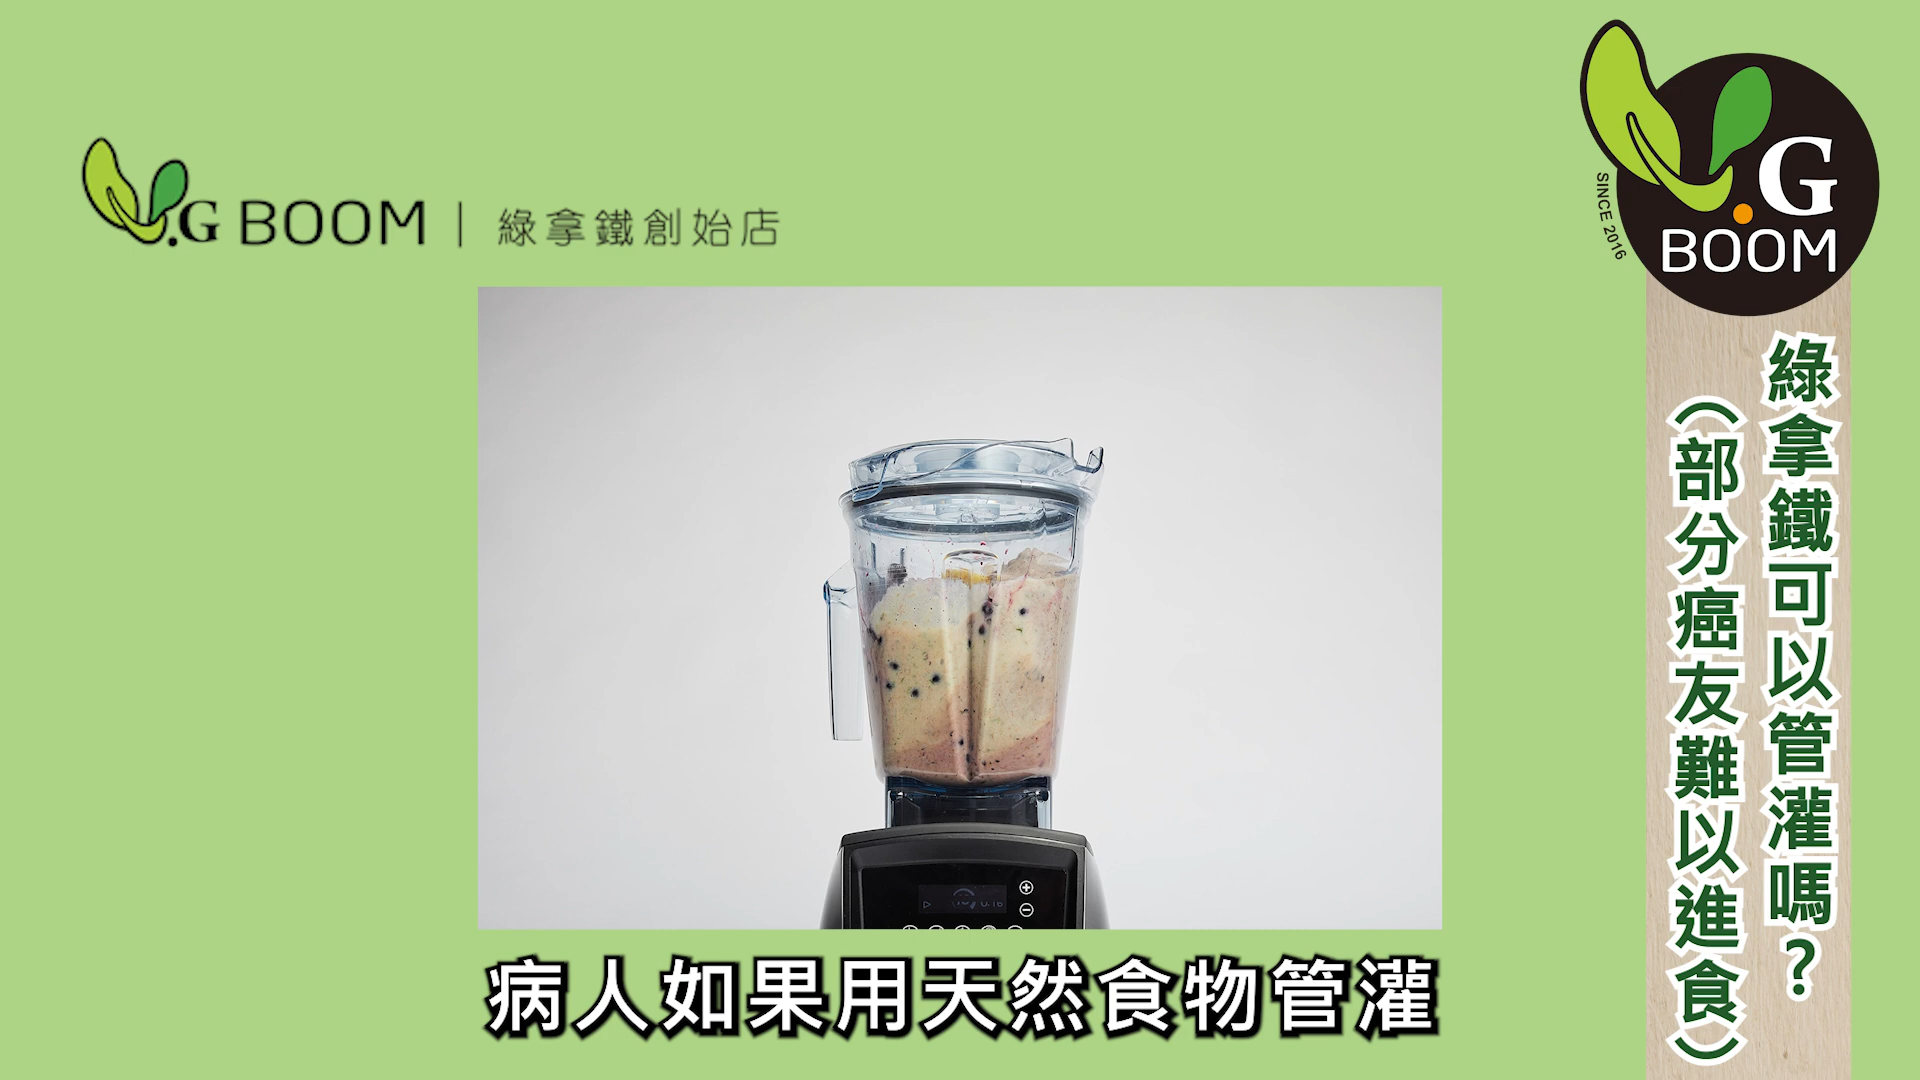 V.G BOOM | 綠拿鐵創始店
V.G
BOOM
SINCE 2016
綠拿鐵可以管灌嗎?
(部分癌友難以進食)
病人如果用天然食物管灌